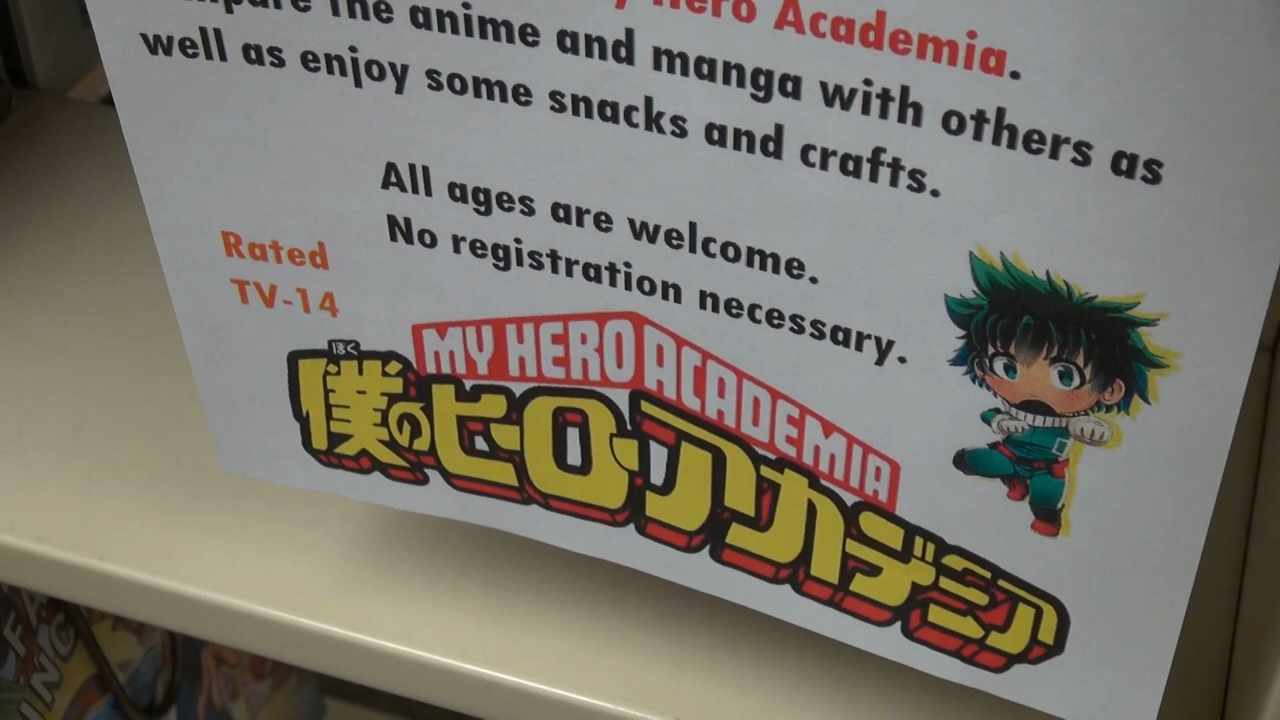 Hero Academia.
the anime and manga with others as
well as enjoy some snacks and crafts.
All ages are welcome.
No registration necessary.
Rated
TV-14
MY HERO ACADEMIA
ぼく
僕のヒーローアカデミア